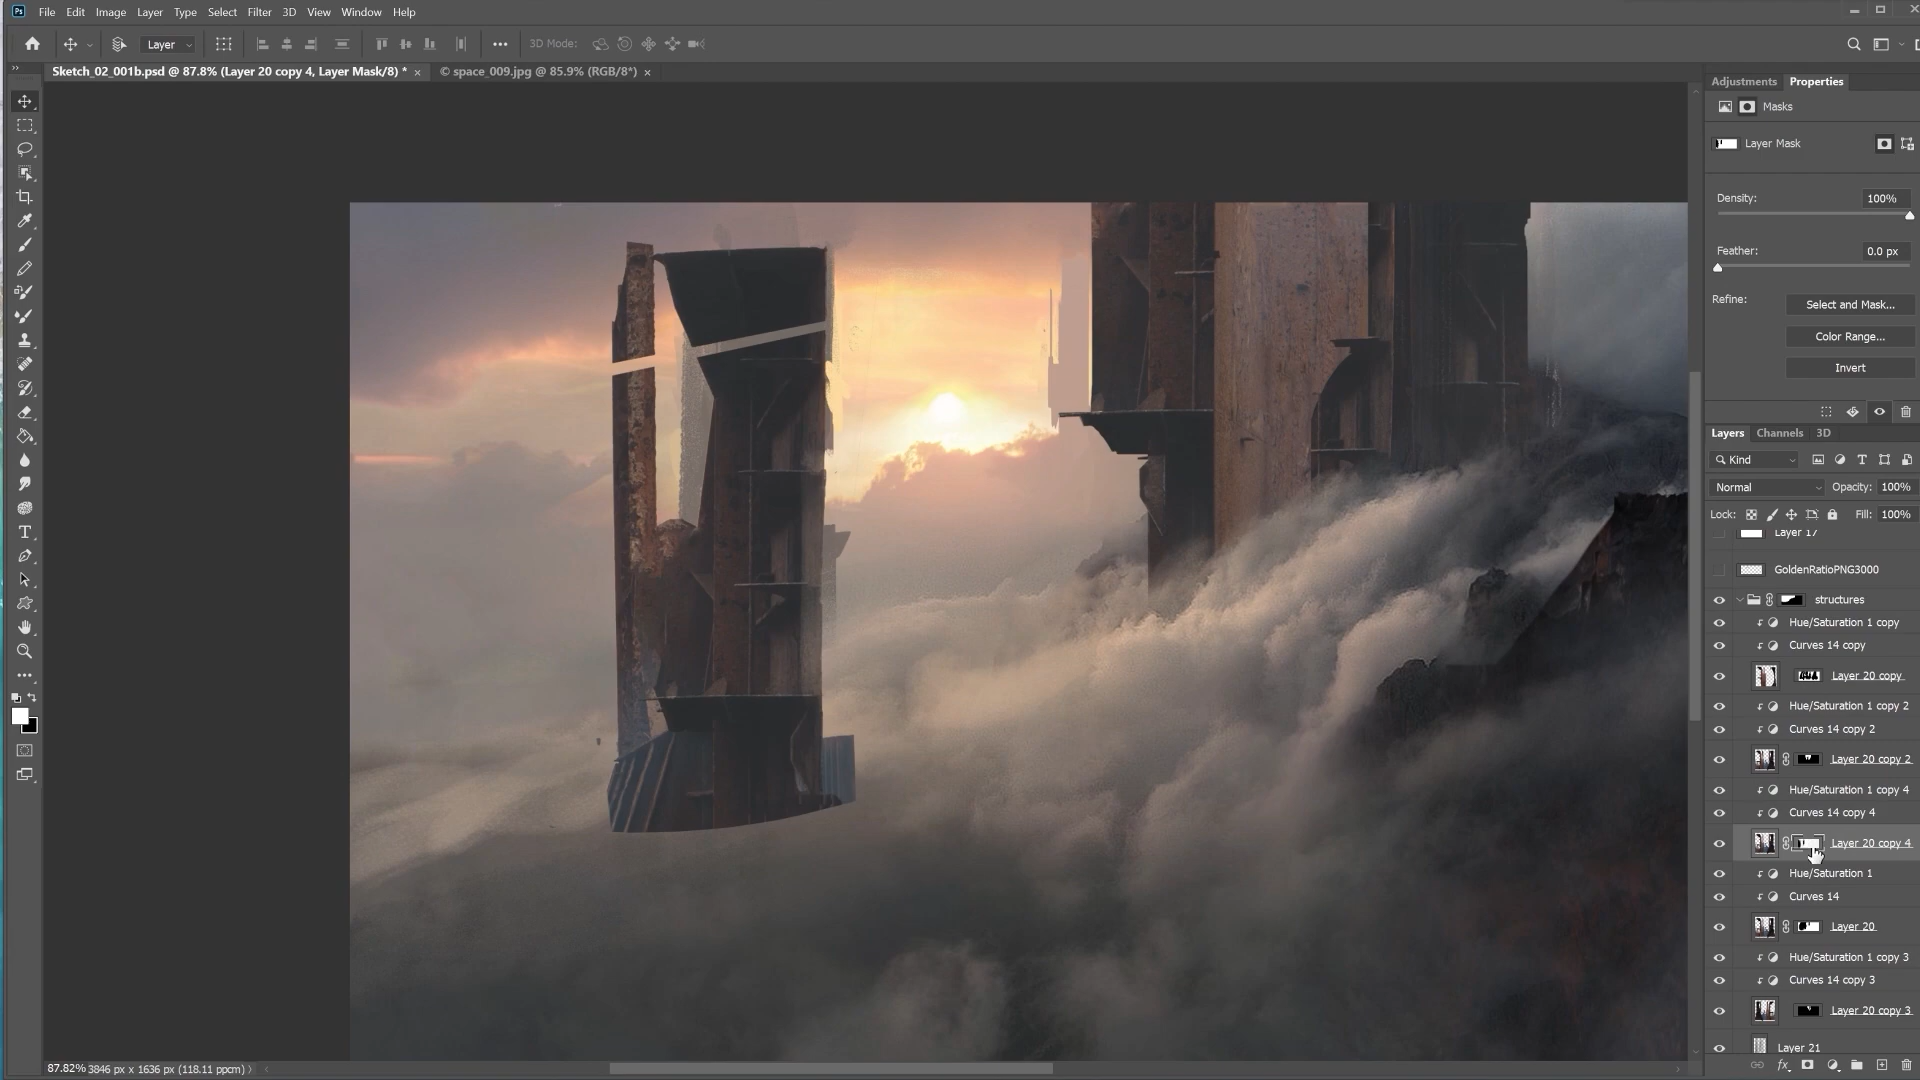 Ps File Edit Image Layer Type Select Filter 3D View Window Help
Layer 3D Mode:
Sketch_02_001b.psd @ 87.8% (Layer 20 copy 4, Layer Mask/8) * × © space_009.jpg @ 85.9% (RGB/8*) ×
Adjustments Properties
Masks
Layer Mask
Density: 100%
Feather: 0.0 px
Refine: Select and Mask...
Color Range...
Invert
Layers Channels 3D
Kind
Normal Opacity: 100%
Lock: Fill: 100%
Layer 17
GoldenRatioPNG3000
structures
Hue/Saturation 1 copy
Curves 14 copy
Layer 20 copy
Hue/Saturation 1 copy 2
Curves 14 copy 2
Layer 20 copy 2
Hue/Saturation 1 copy 4
Curves 14 copy 4
Layer 20 copy 4
Hue/Saturation 1
Curves 14
Layer 20
Hue/Saturation 1 copy 3
Curves 14 copy 3
Layer 20 copy 3
Layer 21
fx
87.82% 3846 px x 1636 px (118.11 ppcm)